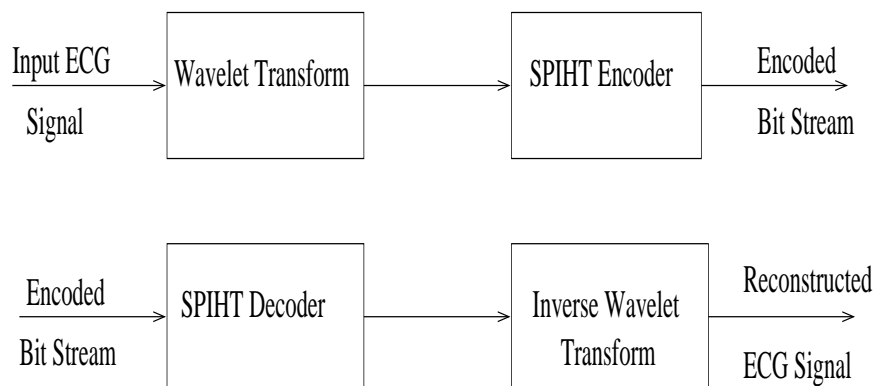 Input ECG
Signal
Wavelet Transform
SPIHT Encoder
Encoded
Bit Stream
Encoded
Bit Stream
SPIHT Decoder
Inverse Wavelet
Transform
Reconstructed
ECG Signal